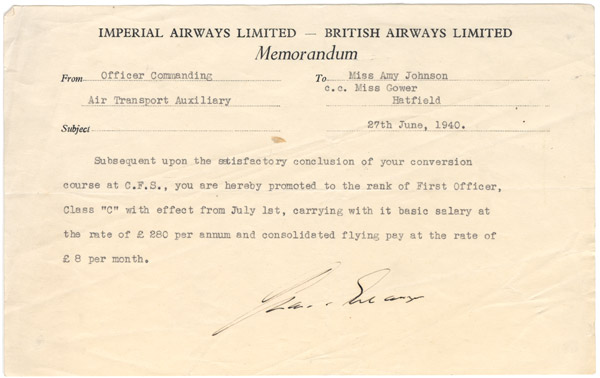 IMPERIAL AIRWAYS LIMITED — BRITISH AIRWAYS LIMITED
Memorandum
From Officer Commanding To Miss Amy Johnson
c.c. Miss Gower
Air Transport Auxiliary Hatfield
Subject 27th June, 1940.
Subsequent upon the satisfactory conclusion of your conversion
course at C.F.S., you are hereby promoted to the rank of First Officer,
Class "C" with effect from July 1st, carrying with it basic salary at
the rate of £ 280 per annum and consolidated flying pay at the rate of
£ 8 per month.